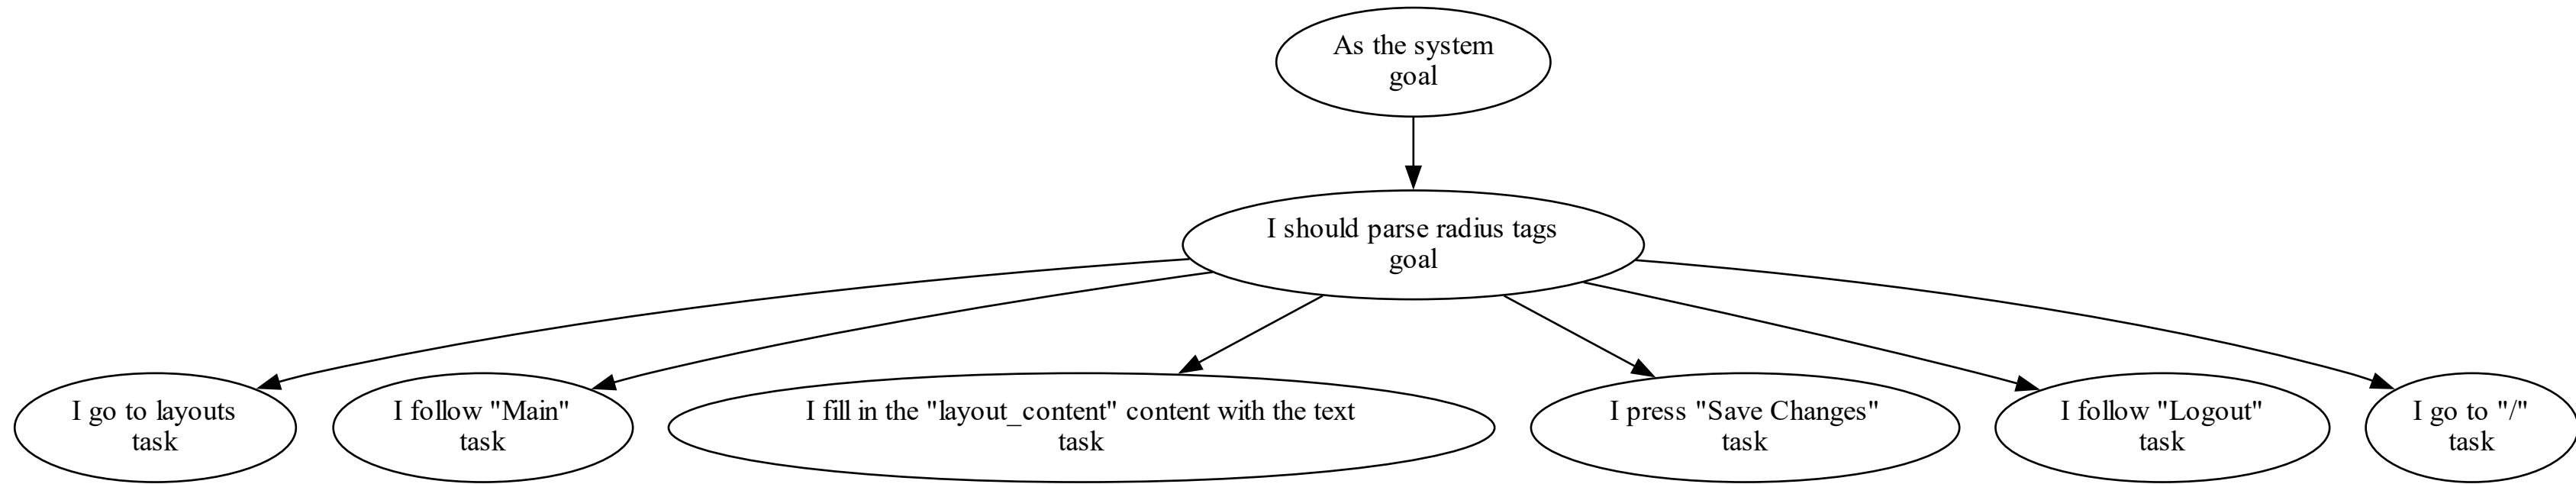 As the system
goal
I should parse radius tags
goal
I go to layouts
task
I follow "Main"
task
I fill in the "layout_content" content with the text
task
I press "Save Changes"
task
I follow "Logout"
task
I go to "/"
task